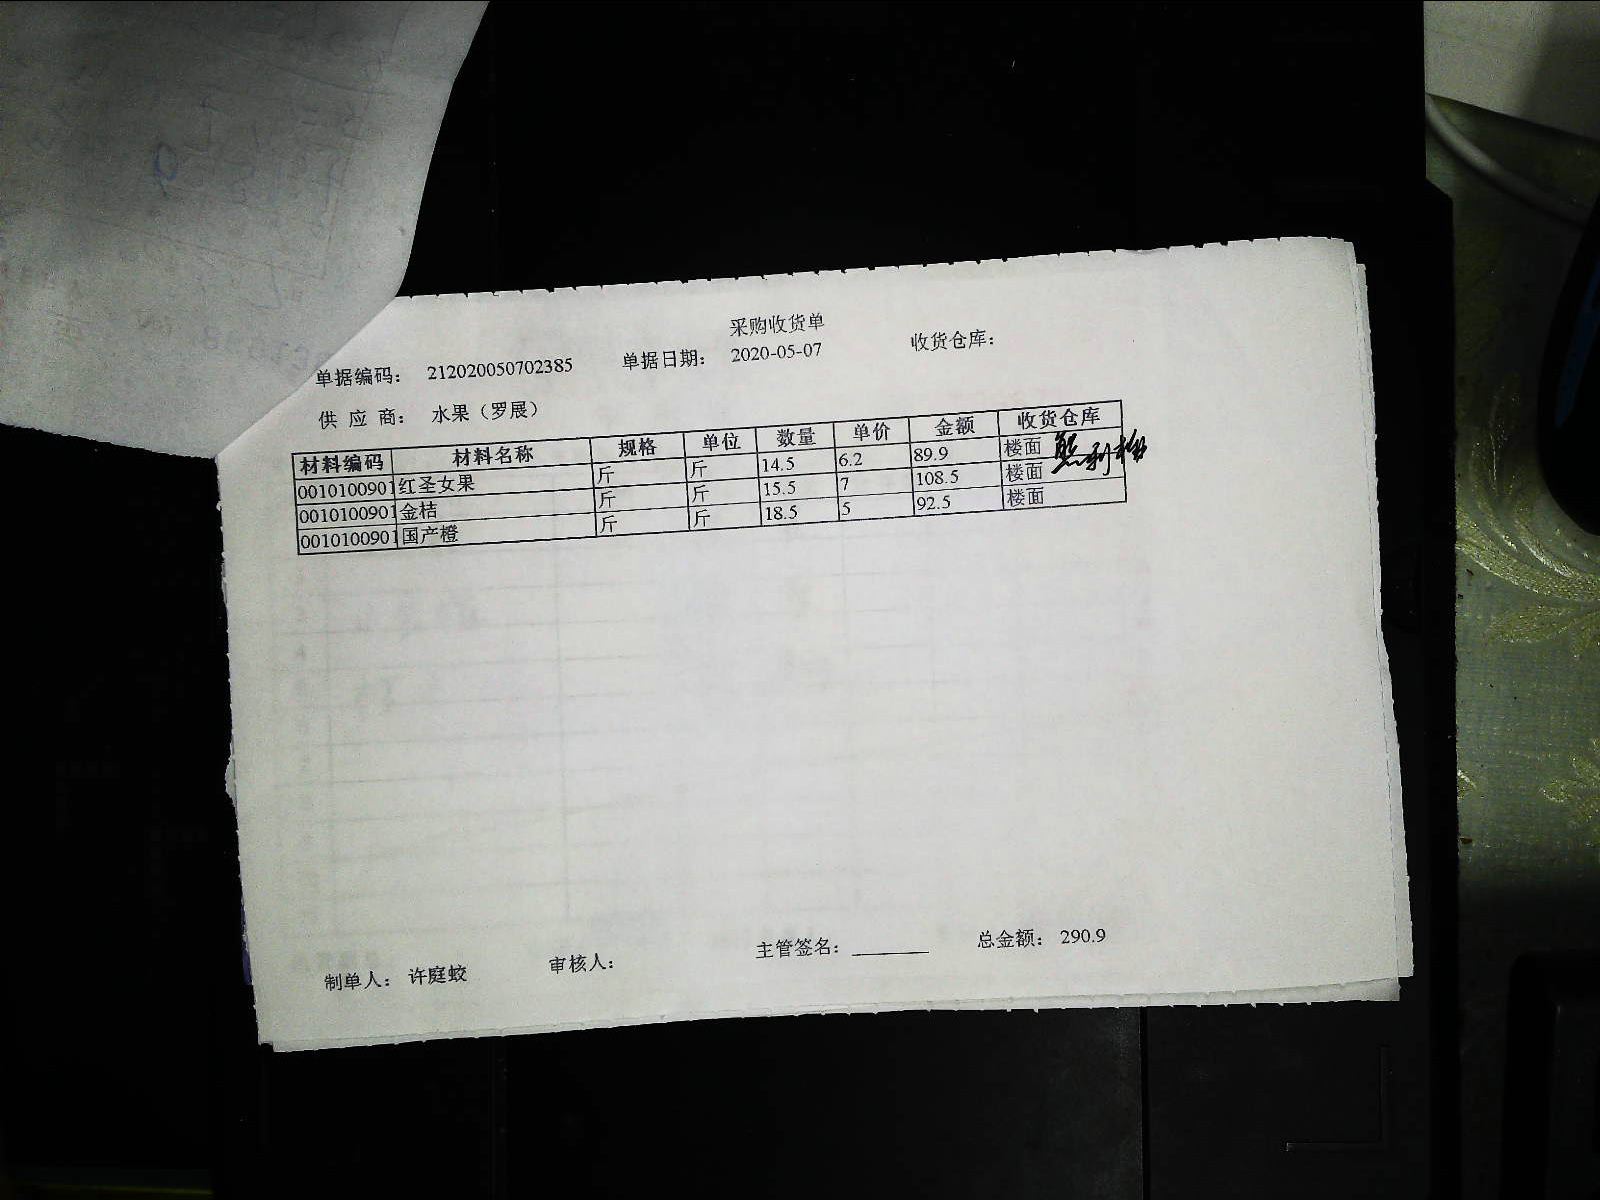 采购收货单
单据编码： 212020050702385 单据日期： 2020-05-07 收货仓库：
供 应 商： 水果（罗展）
材料编码 材料名称 规格 单位 数量 单价 金额 收货仓库
0010100901 红圣女果 斤 斤 14.5 6.2 89.9 楼面
0010100901 金桔 斤 斤 15.5 7 108.5 楼面
0010100901 国产橙 斤 斤 18.5 5 92.5 楼面
制单人： 许庭蛟 审核人： 主管签名： 总金额： 290.9